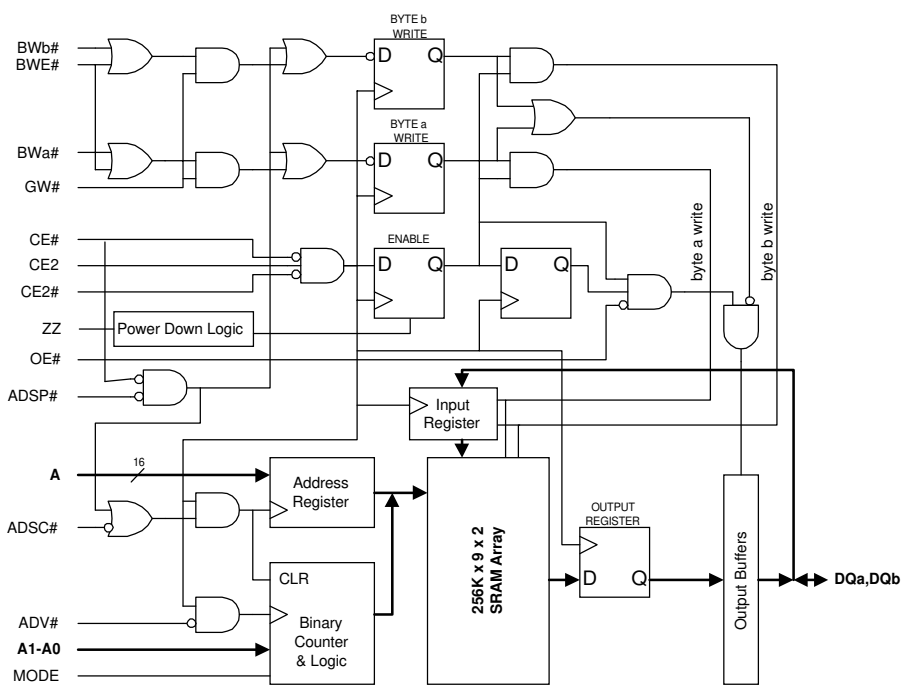 BWb#
BWE#
BWa#
GW#
CE#
CE2
CE2#
ZZ
OE#
ADSP#
A
ADSC#
ADV#
A1-A0
MODE
16
Power Down Logic
BYTE b
WRITE
D
Q
BYTE a
WRITE
D
Q
ENABLE
D
Q
D
Q
byte a write
byte b write
Input
Register
Address
Register
CLR
Binary
Counter
& Logic
256K x 9 x 2
SRAM Array
OUTPUT
REGISTER
D
Q
Output Buffers
DQa,DQb